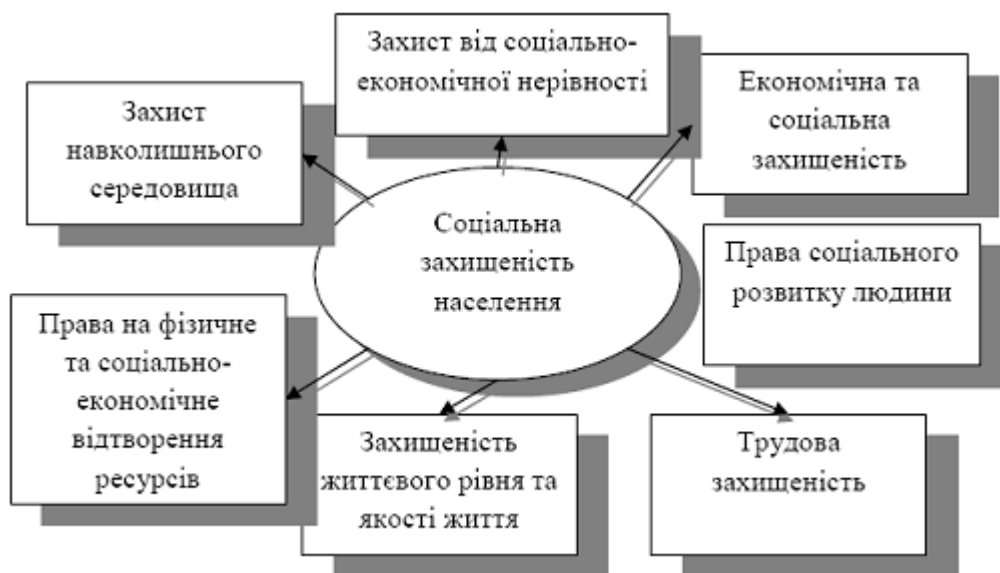 Захист від соціально-
економічної нерівності
Захист
навколишнього
середовища
Економічна та
соціальна
захищеність
Соціальна
захищеність
населення
Права соціального
розвитку людини
Права на фізичне
та соціально-
економічне
відтворення
ресурсів
Захищеність
життєвого рівня та
якості життя
Трудова
захищеність